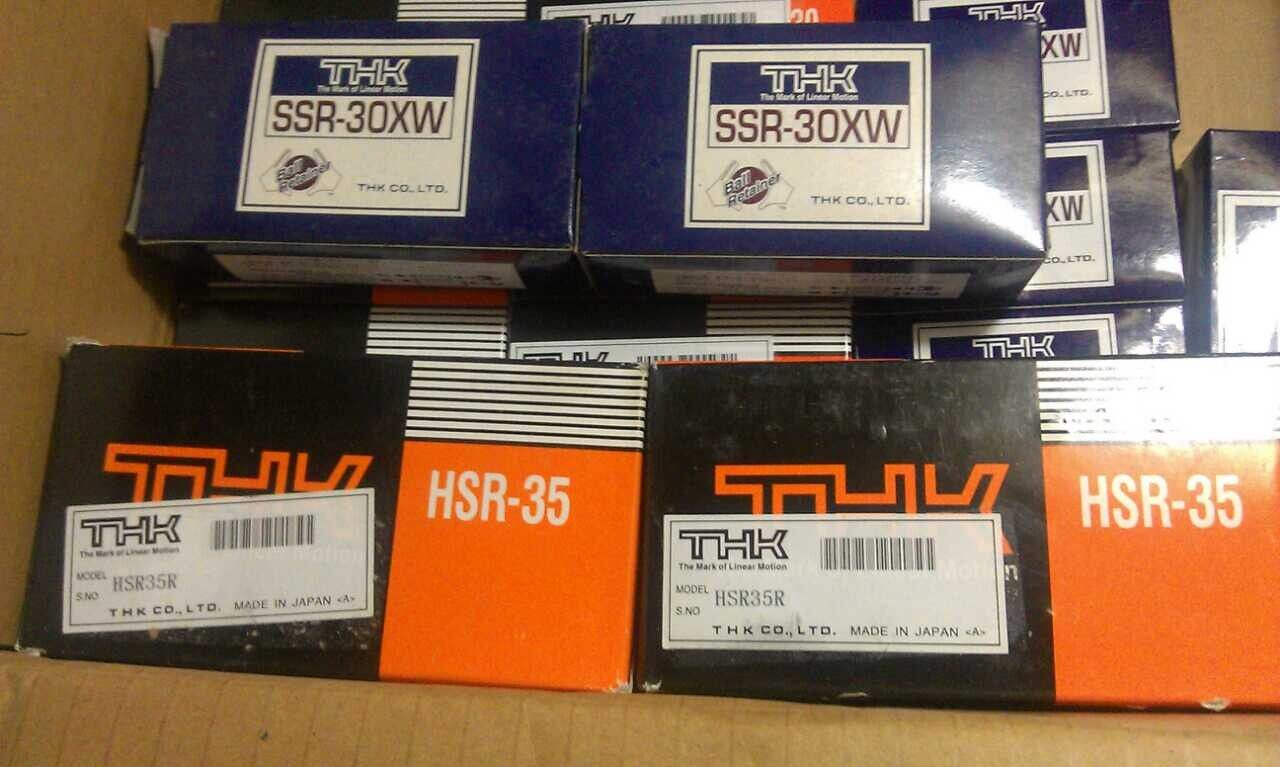 30
THK
The Mark of Linear Motion
SSR-30XW
Ball
Retainer
THK CO., LTD.
THK
The Mark of Linear Motion
SSR-30XW
Ball
Retainer
THK CO., LTD.
THK
XW
CO., LTD.
XW
CO., LTD.
THK
THK
THK
HSR-35
THK
The Mark of Linear Motion
MODEL HSR35R
S.NO
THK CO., LTD. MADE IN JAPAN <A>
THK
HSR-35
THK
The Mark of Linear Motion
MODEL HSR35R
S.NO
THK CO., LTD. MADE IN JAPAN <A>